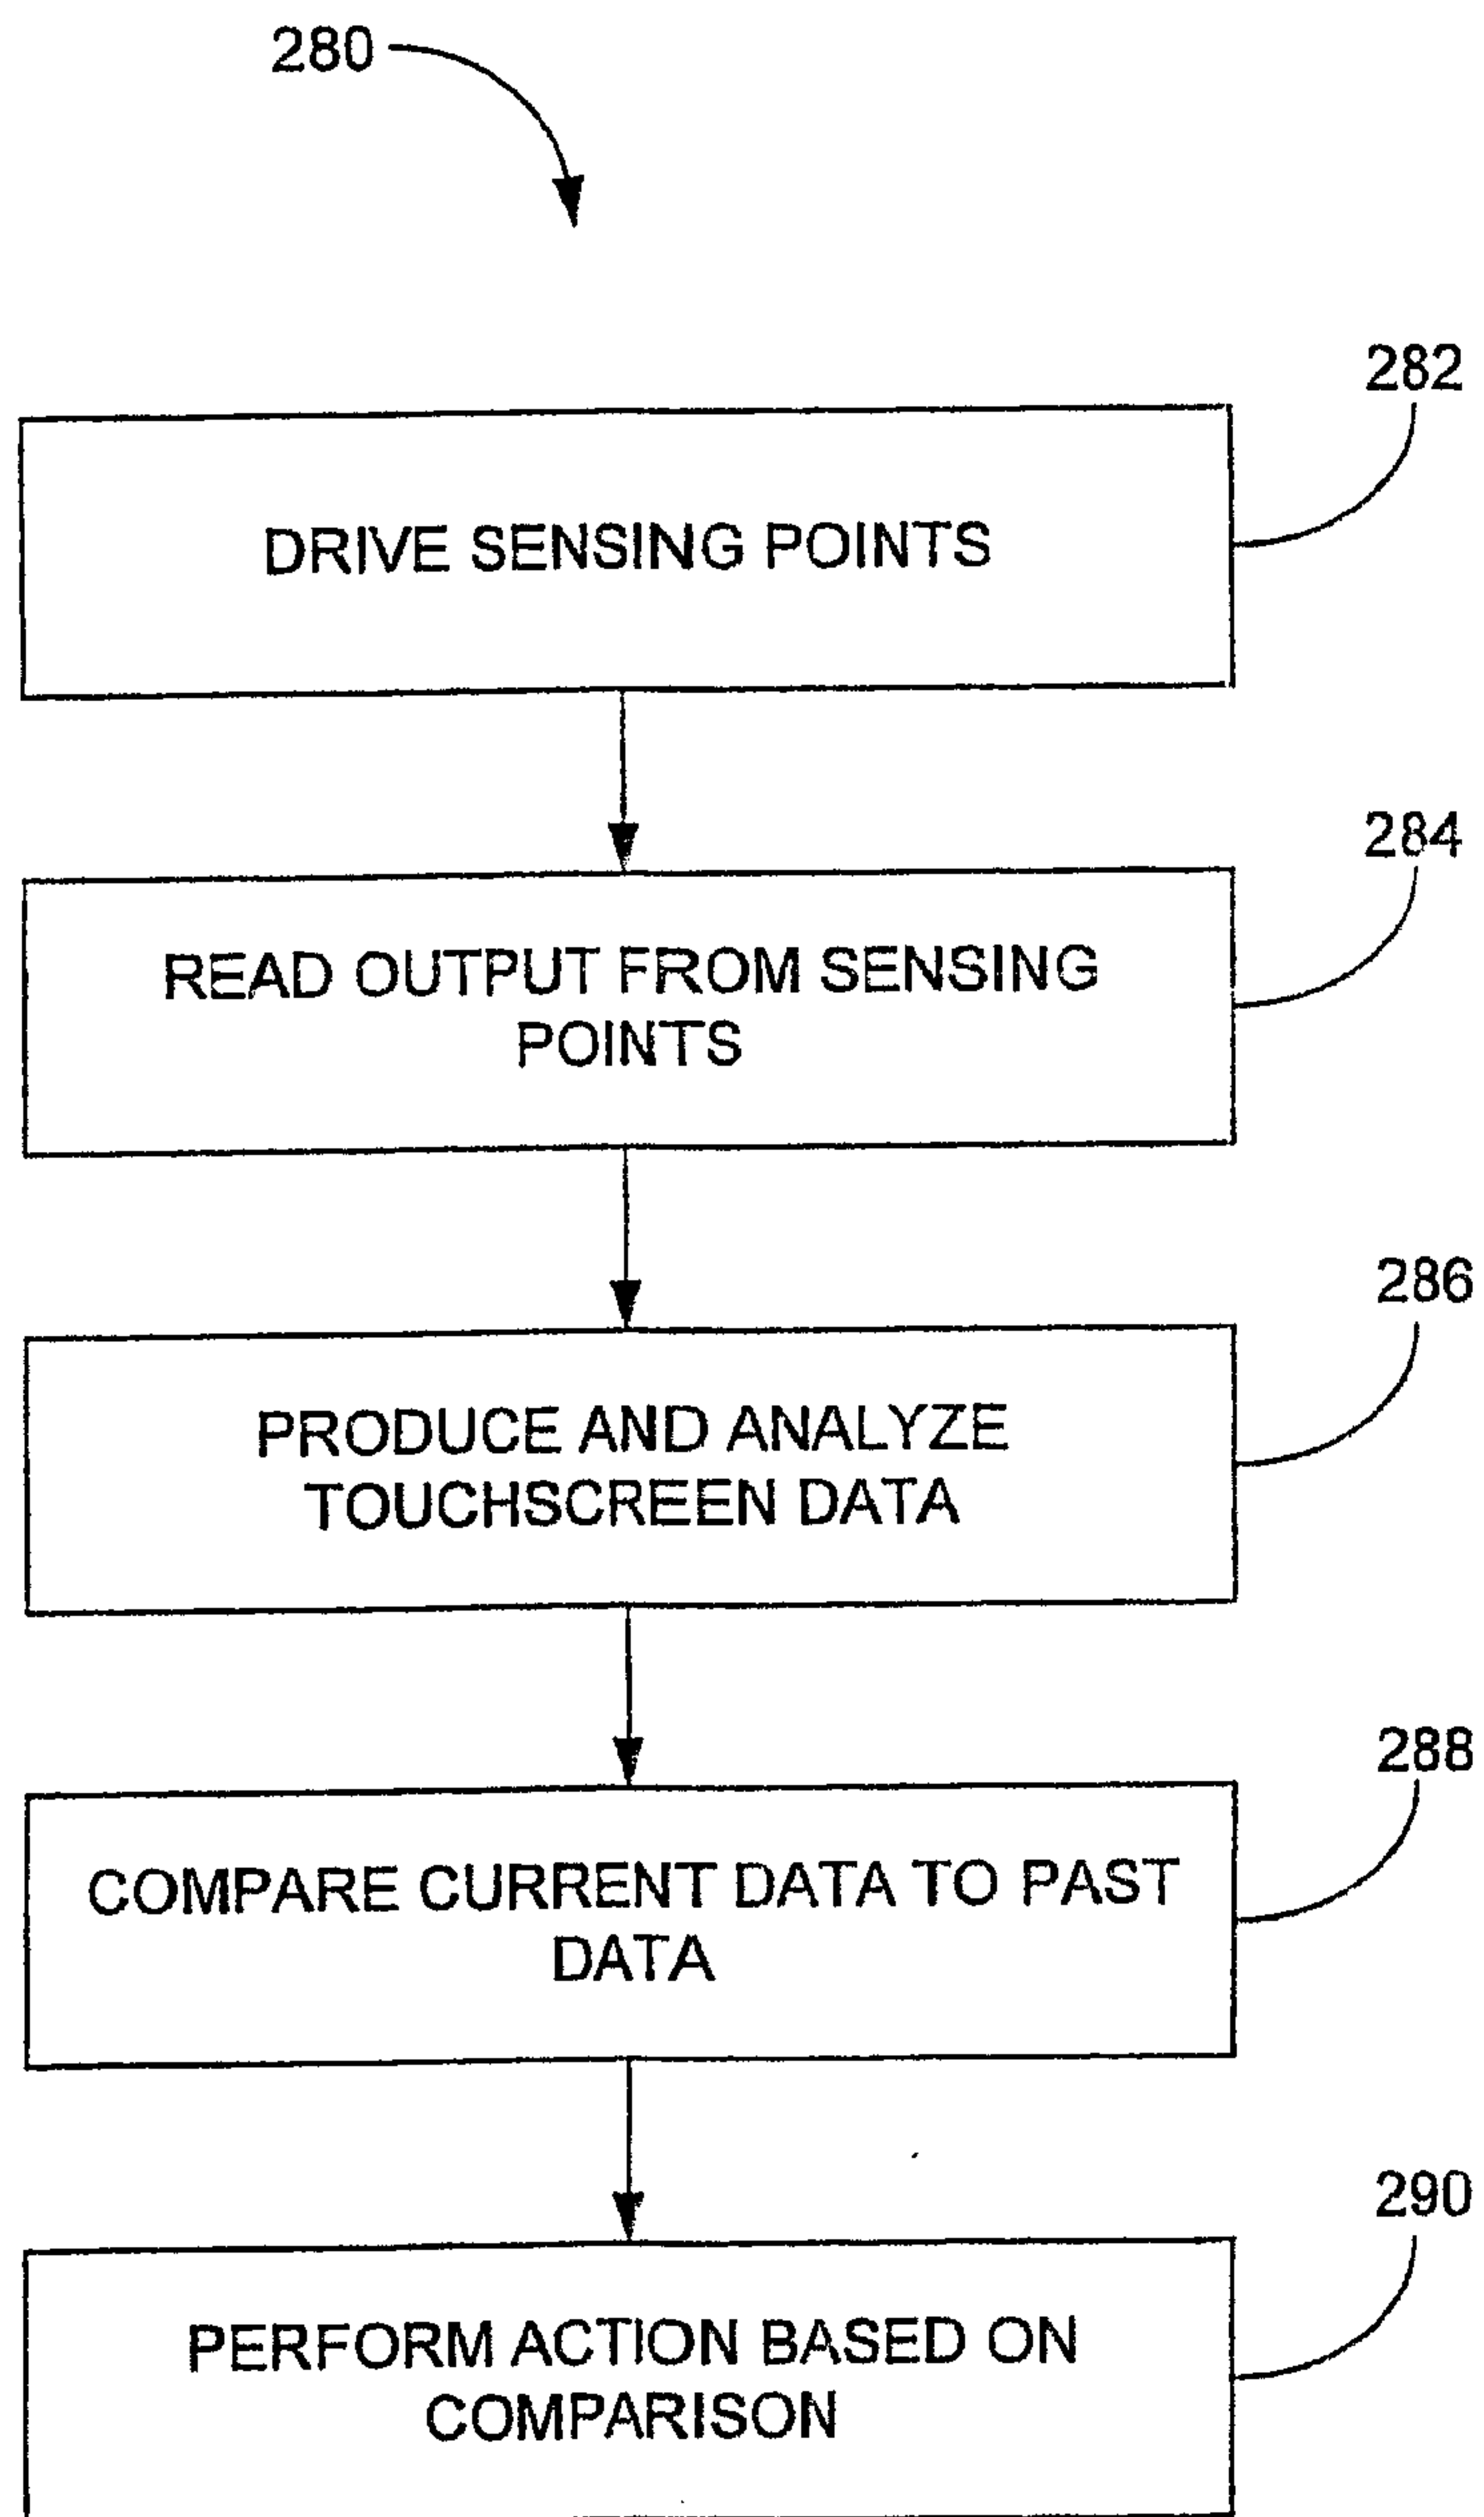 280
282
DRIVE SENSING POINTS
284
READ OUTPUT FROM SENSING
POINTS
286
PRODUCE AND ANALYZE
TOUCHSCREEN DATA
288
COMPARE CURRENT DATA TO PAST
DATA
290
PERFORM ACTION BASED ON
COMPARISON